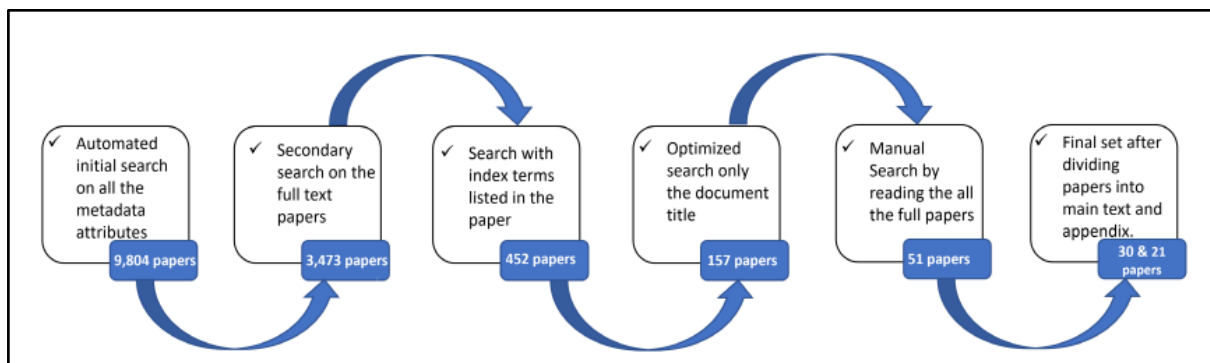 ✓ Automated
initial search
on all the
metadata
attributes
9,804 papers
✓ Secondary
search on the
full text
papers
3,473 papers
✓ Search with
index terms
listed in the
paper
452 papers
✓ Optimized
search only
the document
title
157 papers
✓ Manual
Search by
reading the all
the full papers
51 papers
✓ Final set after
dividing
papers into
main text and
appendix.
30 & 21
papers